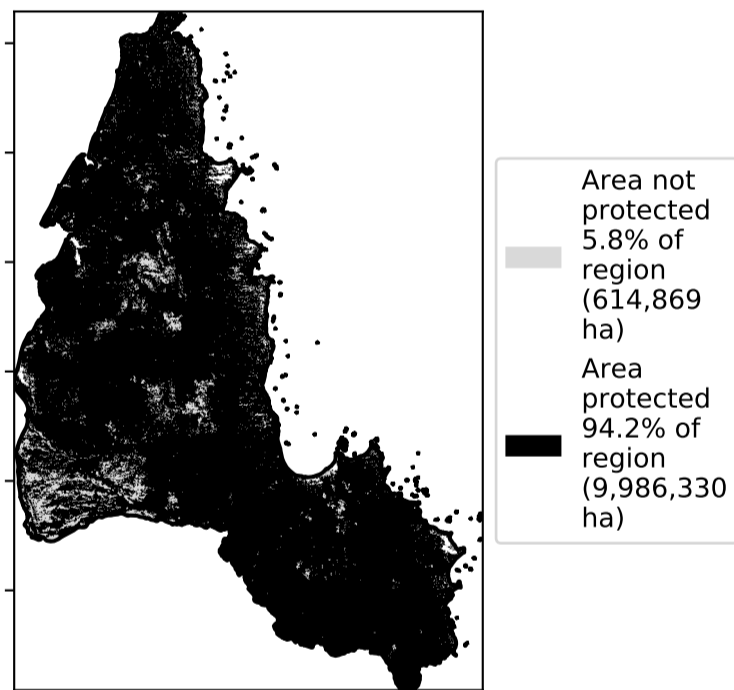 Area not
protected
5.8% of
region
(614,869
ha)
Area
protected
94.2% of
region
(9,986,330
ha)